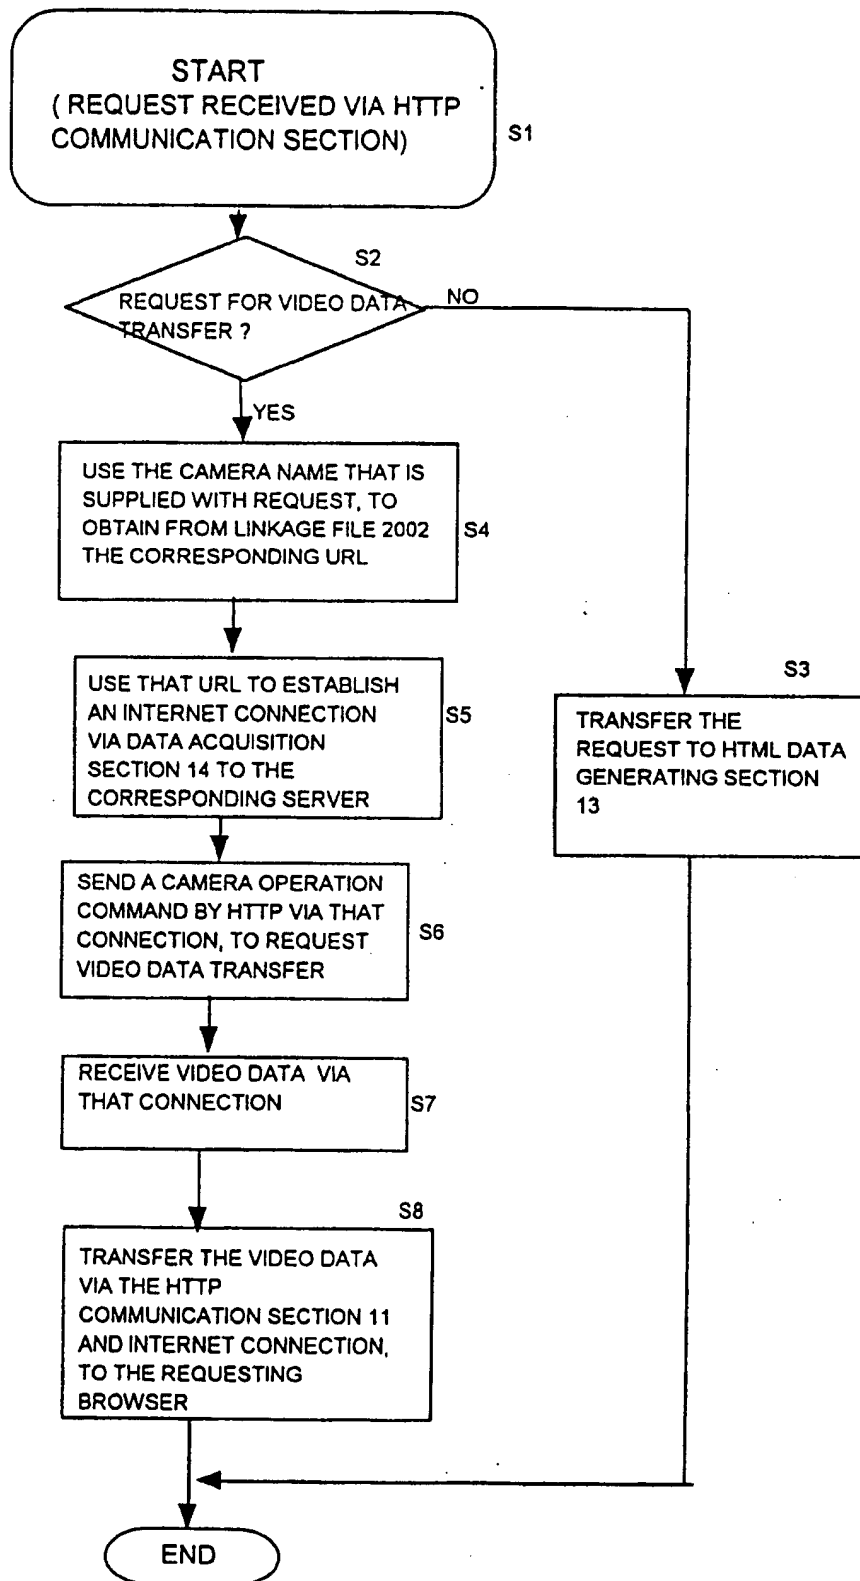 START
( REQUEST RECEIVED VIA HTTP
COMMUNICATION SECTION)
S1
S2
REQUEST FOR VIDEO DATA
TRANSFER ?
NO
YES
USE THE CAMERA NAME THAT IS
SUPPLIED WITH REQUEST, TO
OBTAIN FROM LINKAGE FILE 2002
THE CORRESPONDING URL
S4
USE THAT URL TO ESTABLISH
AN INTERNET CONNECTION
VIA DATA ACQUISITION
SECTION 14 TO THE
CORRESPONDING SERVER
S5
S3
TRANSFER THE
REQUEST TO HTML DATA
GENERATING SECTION
13
SEND A CAMERA OPERATION
COMMAND BY HTTP VIA THAT
CONNECTION, TO REQUEST
VIDEO DATA TRANSFER
S6
RECEIVE VIDEO DATA VIA
THAT CONNECTION
S7
S8
TRANSFER THE VIDEO DATA
VIA THE HTTP
COMMUNICATION SECTION 11
AND INTERNET CONNECTION,
TO THE REQUESTING
BROWSER
END